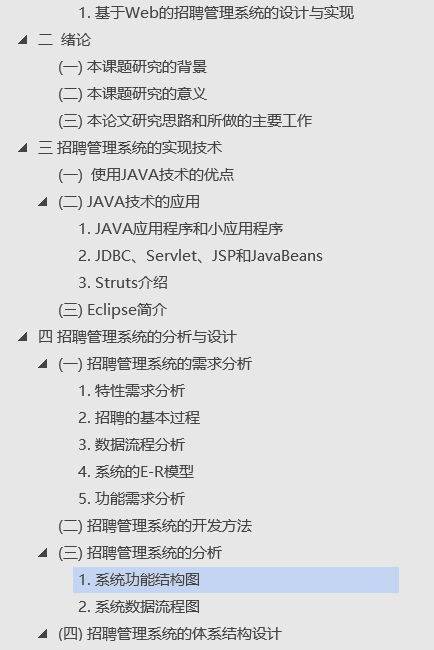 1. 基于Web的招聘管理系统的设计与实现
二 绪论
(一) 本课题研究的背景
(二) 本课题研究的意义
(三) 本论文研究思路和所做的主要工作
三 招聘管理系统的实现技术
(一) 使用JAVA技术的优点
(二) JAVA技术的应用
1. JAVA应用程序和小应用程序
2. JDBC、Servlet、JSP和JavaBeans
3. Struts介绍
(三) Eclipse简介
四 招聘管理系统的分析与设计
(一) 招聘管理系统的需求分析
1. 特性需求分析
2. 招聘的基本过程
3. 数据流程分析
4. 系统的E-R模型
5. 功能需求分析
(二) 招聘管理系统的开发方法
(三) 招聘管理系统的分析
1. 系统功能结构图
2. 系统数据流程图
(四) 招聘管理系统的体系结构设计